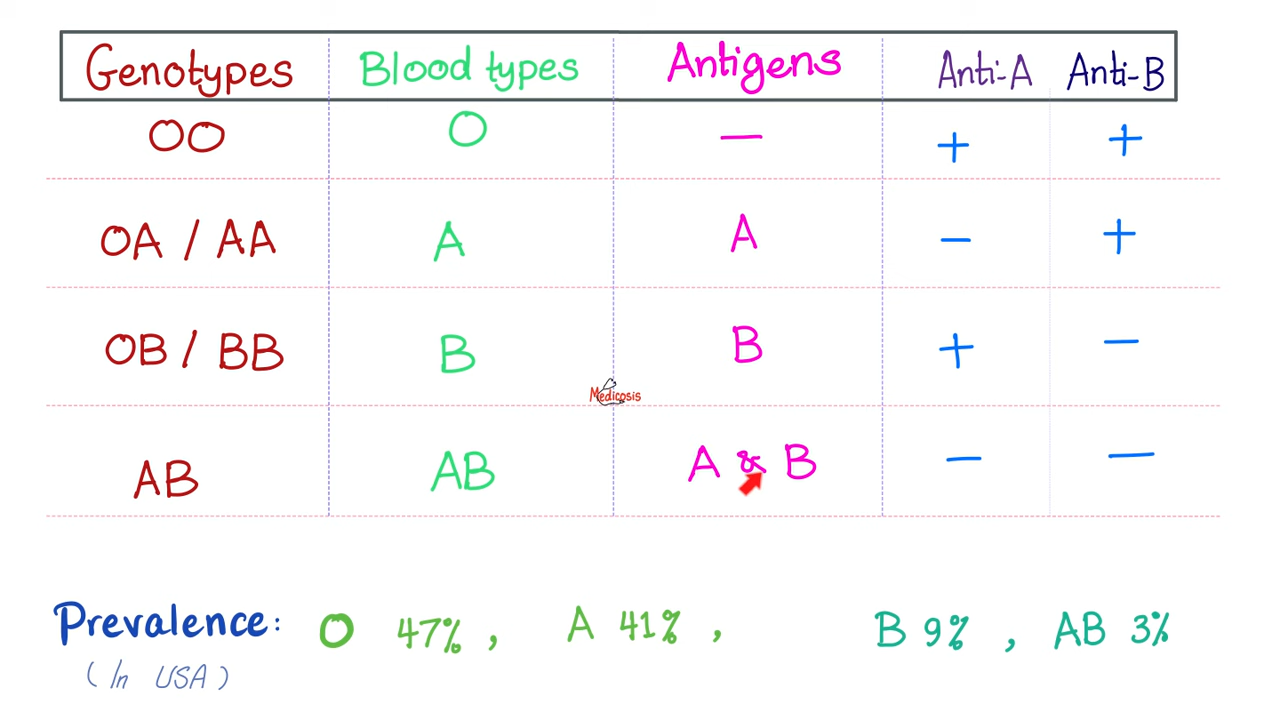 Genotypes Blood types Antigens Anti-A Anti-B
OO O — + +
OA / AA A A – +
OB / BB B B + –
Medicosis
AB AB A & B – —
Prevalence: O 47%, A 41%, B 9%, AB 3%
(In USA)